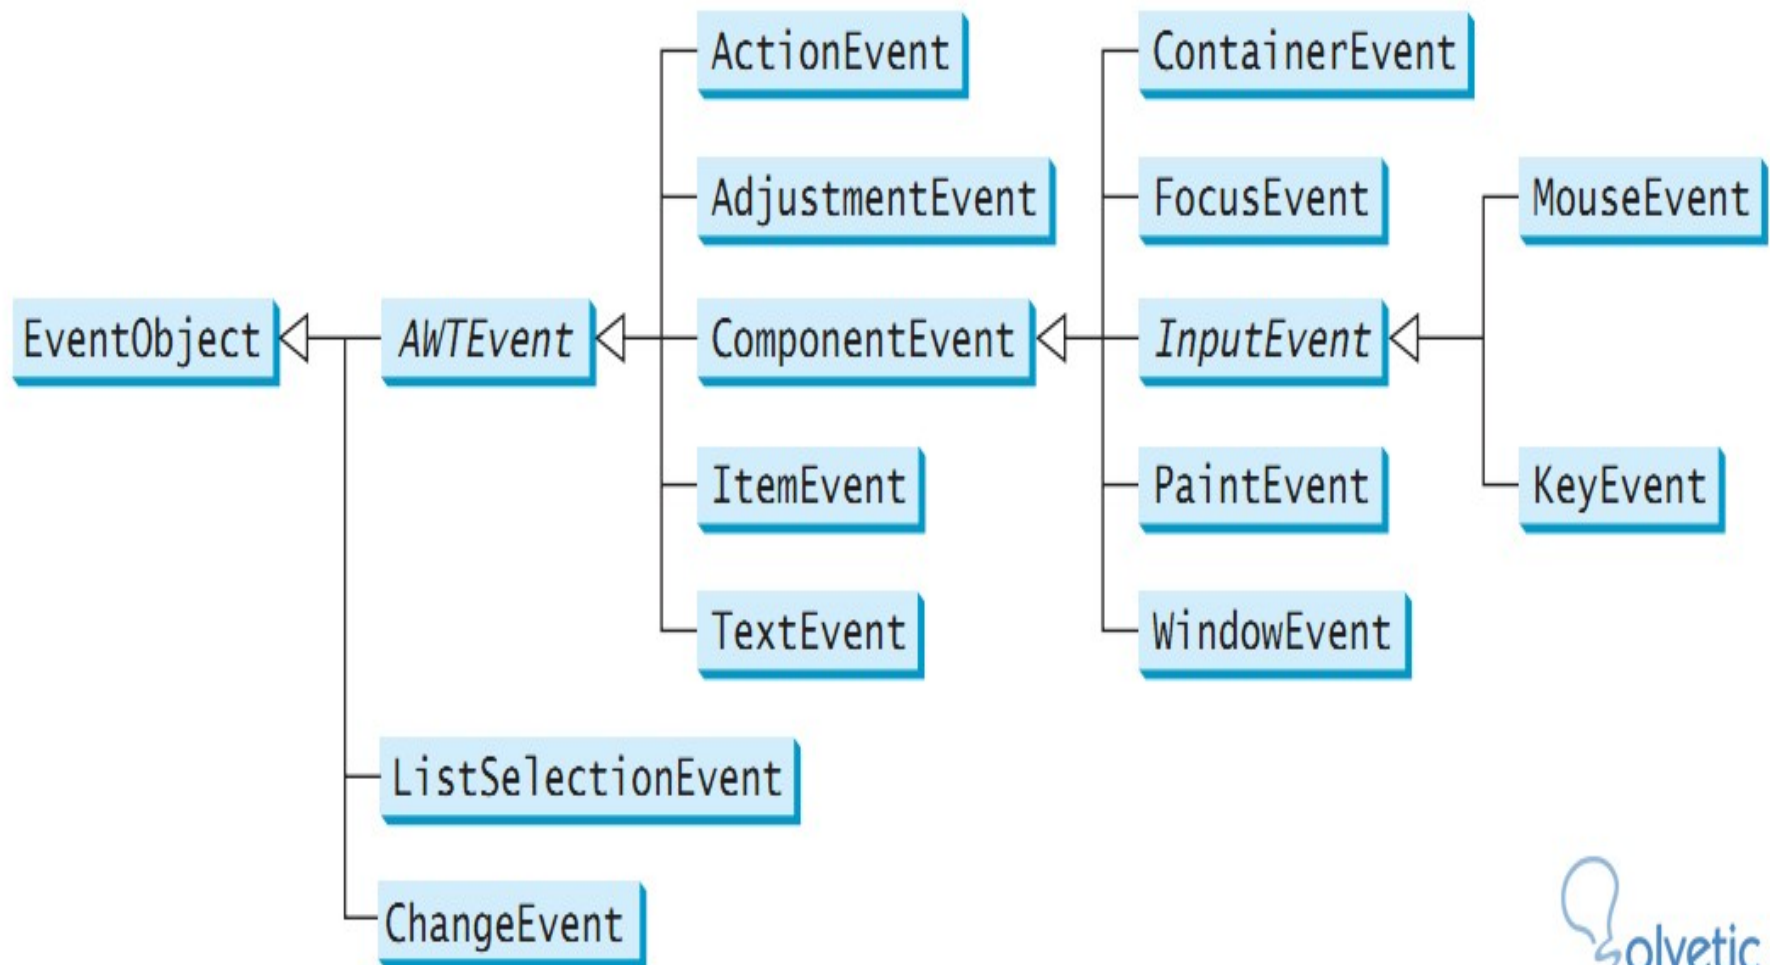 ActionEvent
ContainerEvent
AdjustmentEvent
FocusEvent
MouseEvent
EventObject
AWTEvent
ComponentEvent
InputEvent
ItemEvent
PaintEvent
KeyEvent
TextEvent
WindowEvent
ListSelectionEvent
ChangeEvent
olvetic